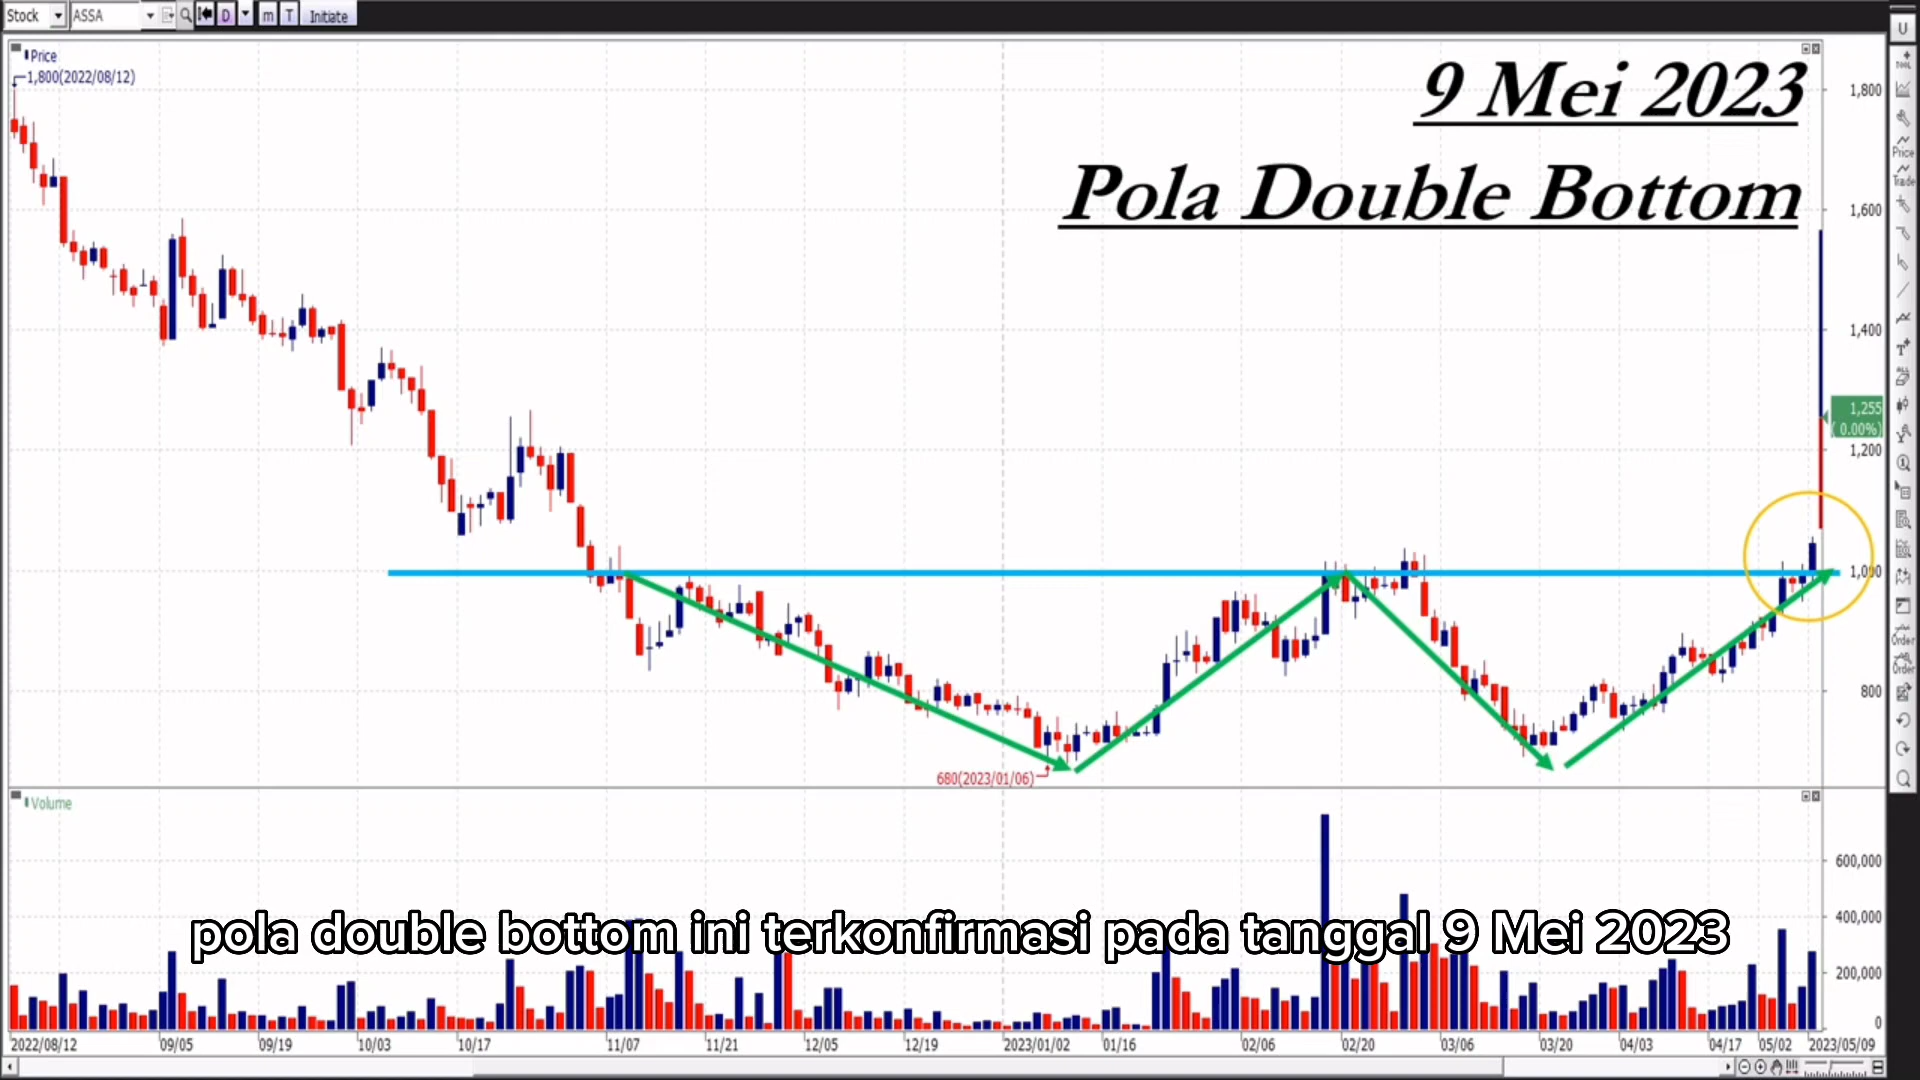 Stock ASSA D m T Initiate
Price
1,800(2022/08/12)
9 Mei 2023
Pola Double Bottom
1,800
1,600
1,400
1,255
( 0.00%)
1,200
1,000
800
680(2023/01/06)
Volume
600,000
400,000
200,000
0
pola double bottom ini terkonfirmasi pada tanggal 9 Mei 2023
2022/08/12 09/05 09/19 10/03 10/17 11/07 11/21 12/05 12/19 2023/01/02 01/16 02/06 02/20 03/06 03/20 04/03 04/17 05/02 2023/05/09
U
Price
Trade
Order
Order